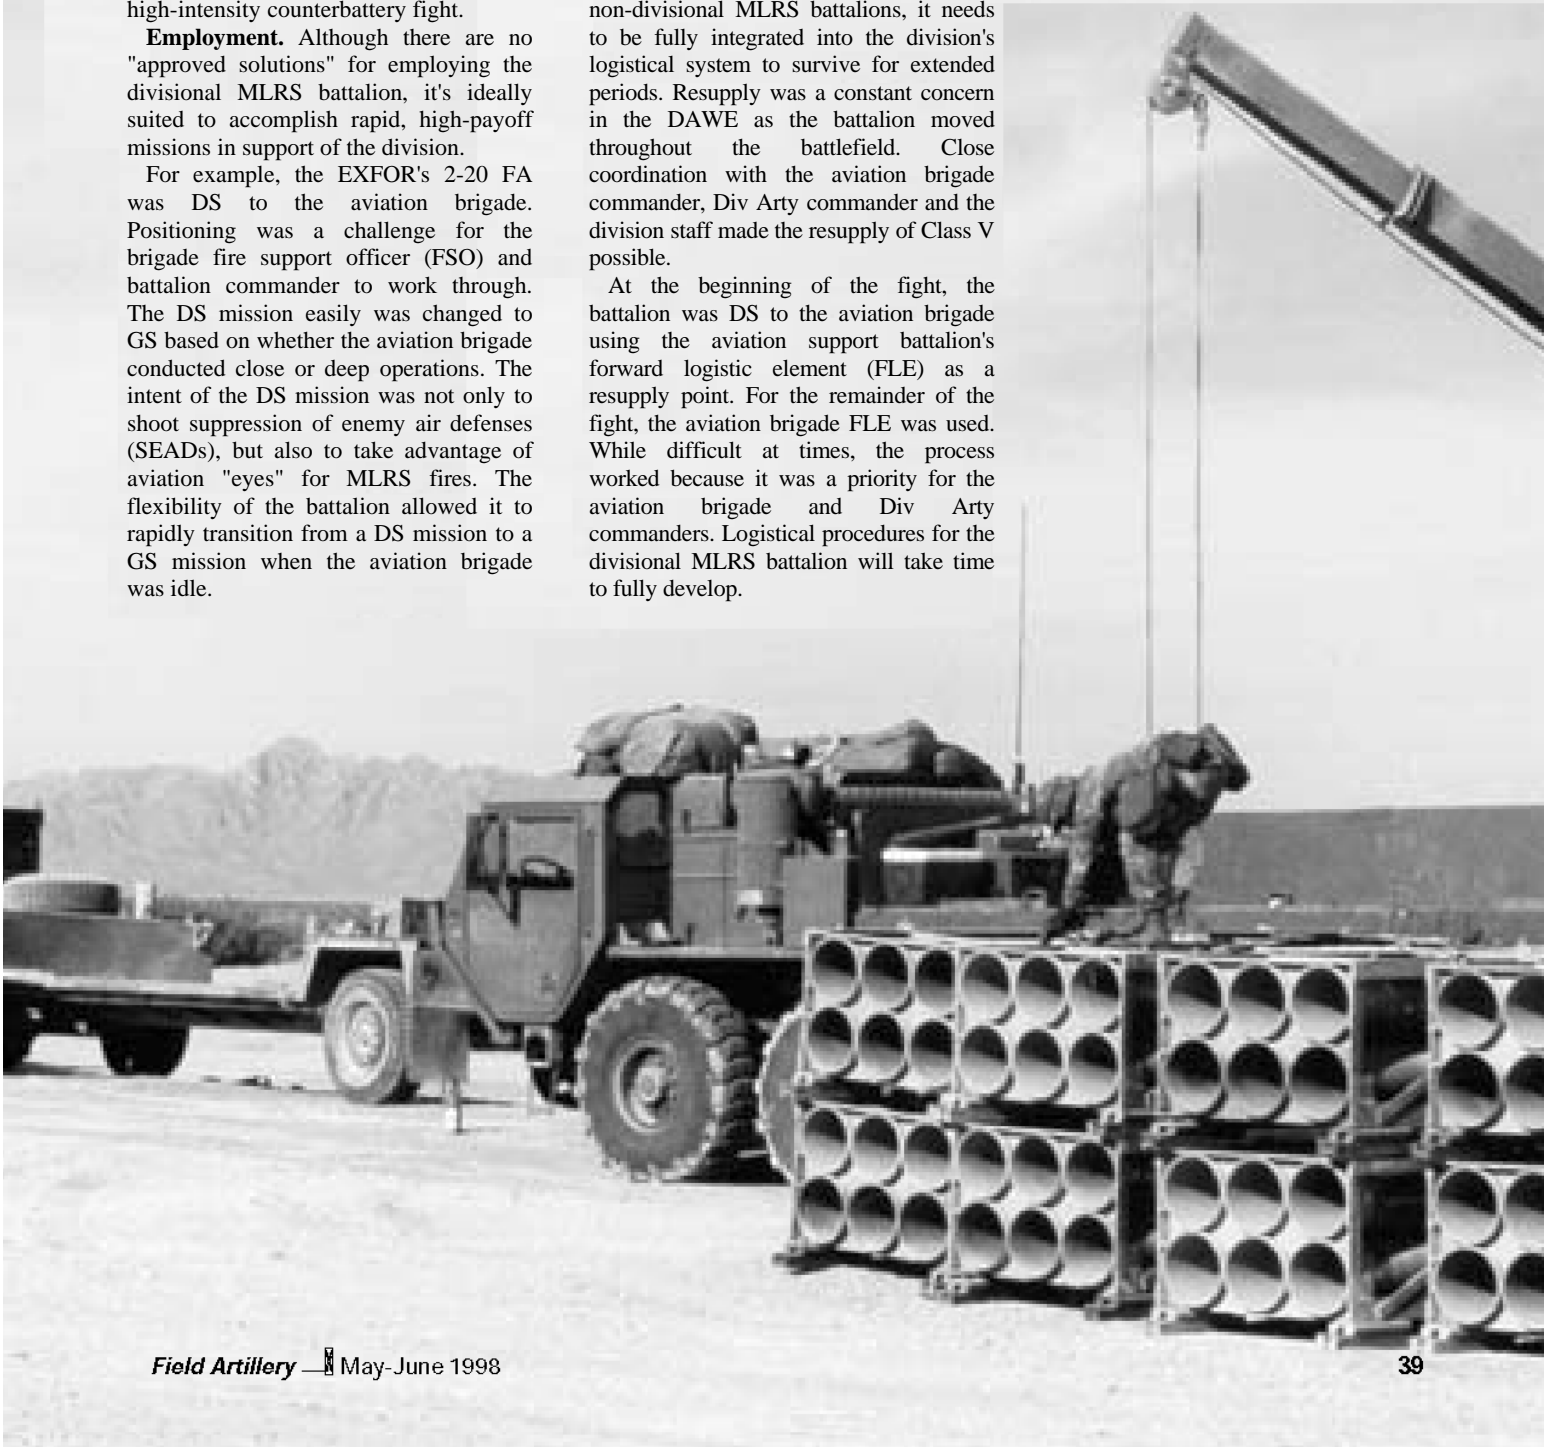 high-intensity counterbattery fight.
Employment. Although there are no
"approved solutions" for employing the
divisional MLRS battalion, it's ideally
suited to accomplish rapid, high-payoff
missions in support of the division.
For example, the EXFOR's 2-20 FA
was DS to the aviation brigade.
Positioning was a challenge for the
brigade fire support officer (FSO) and
battalion commander to work through.
The DS mission easily was changed to
GS based on whether the aviation brigade
conducted close or deep operations. The
intent of the DS mission was not only to
shoot suppression of enemy air defenses
(SEADs), but also to take advantage of
aviation "eyes" for MLRS fires. The
flexibility of the battalion allowed it to
rapidly transition from a DS mission to a
GS mission when the aviation brigade
was idle.
non-divisional MLRS battalions, it needs
to be fully integrated into the division's
logistical system to survive for extended
periods. Resupply was a constant concern
in the DAWE as the battalion moved
throughout the battlefield. Close
coordination with the aviation brigade
commander, Div Arty commander and the
division staff made the resupply of Class V
possible.
At the beginning of the fight, the
battalion was DS to the aviation brigade
using the aviation support battalion's
forward logistic element (FLE) as a
resupply point. For the remainder of the
fight, the aviation brigade FLE was used.
While difficult at times, the process
worked because it was a priority for the
aviation brigade and Div Arty
commanders. Logistical procedures for the
divisional MLRS battalion will take time
to fully develop.
Field Artillery May-June 1998
39